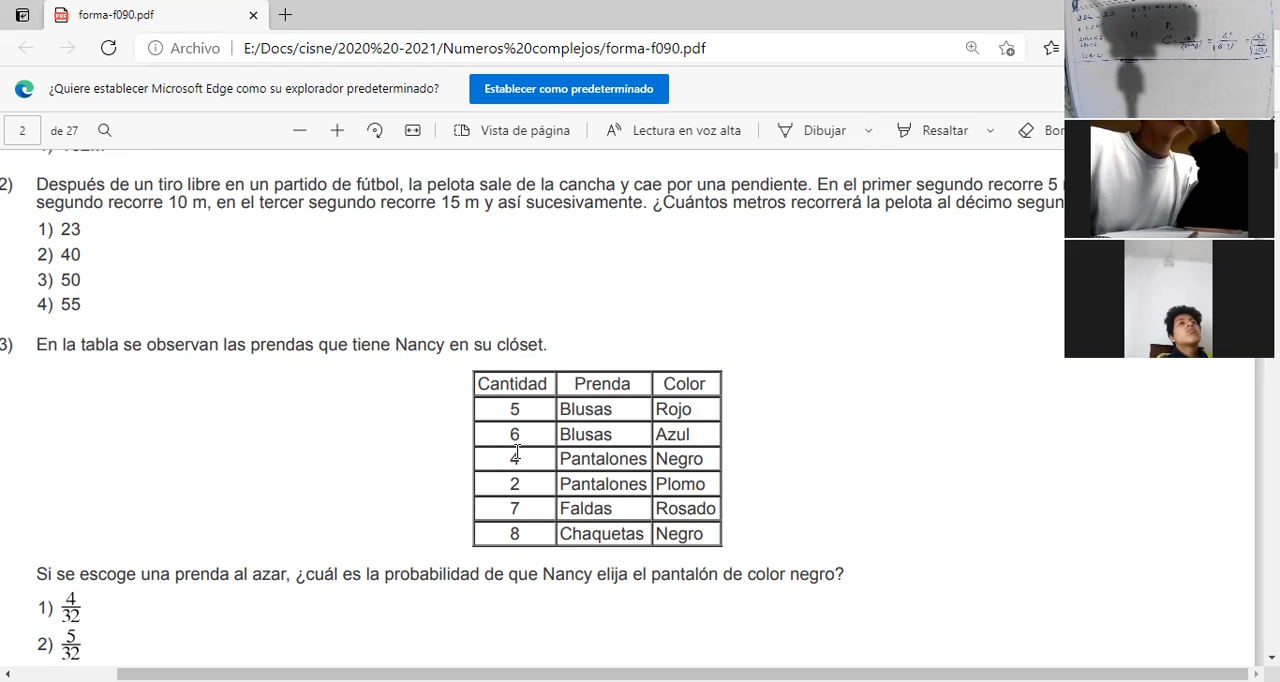 forma-f090.pdf
Archivo E:/Docs/cisne/2020%20-2021/Numeros%20complejos/forma-f090.pdf
¿Quiere establecer Microsoft Edge como su explorador predeterminado? Establecer como predeterminado
2 de 27 Vista de página Lectura en voz alta Dibujar Resaltar
2) Después de un tiro libre en un partido de fútbol, la pelota sale de la cancha y cae por una pendiente. En el primer segundo recorre 5
segundo recorre 10 m, en el tercer segundo recorre 15 m y así sucesivamente. ¿Cuántos metros recorrerá la pelota al décimo segun
1) 23
2) 40
3) 50
4) 55
3) En la tabla se observan las prendas que tiene Nancy en su clóset.
Cantidad Prenda Color
5 Blusas Rojo
6 Blusas Azul
4 Pantalones Negro
2 Pantalones Plomo
7 Faldas Rosado
8 Chaquetas Negro
Si se escoge una prenda al azar, ¿cuál es la probabilidad de que Nancy elija el pantalón de color negro?
1) 4/32
2) 5/32